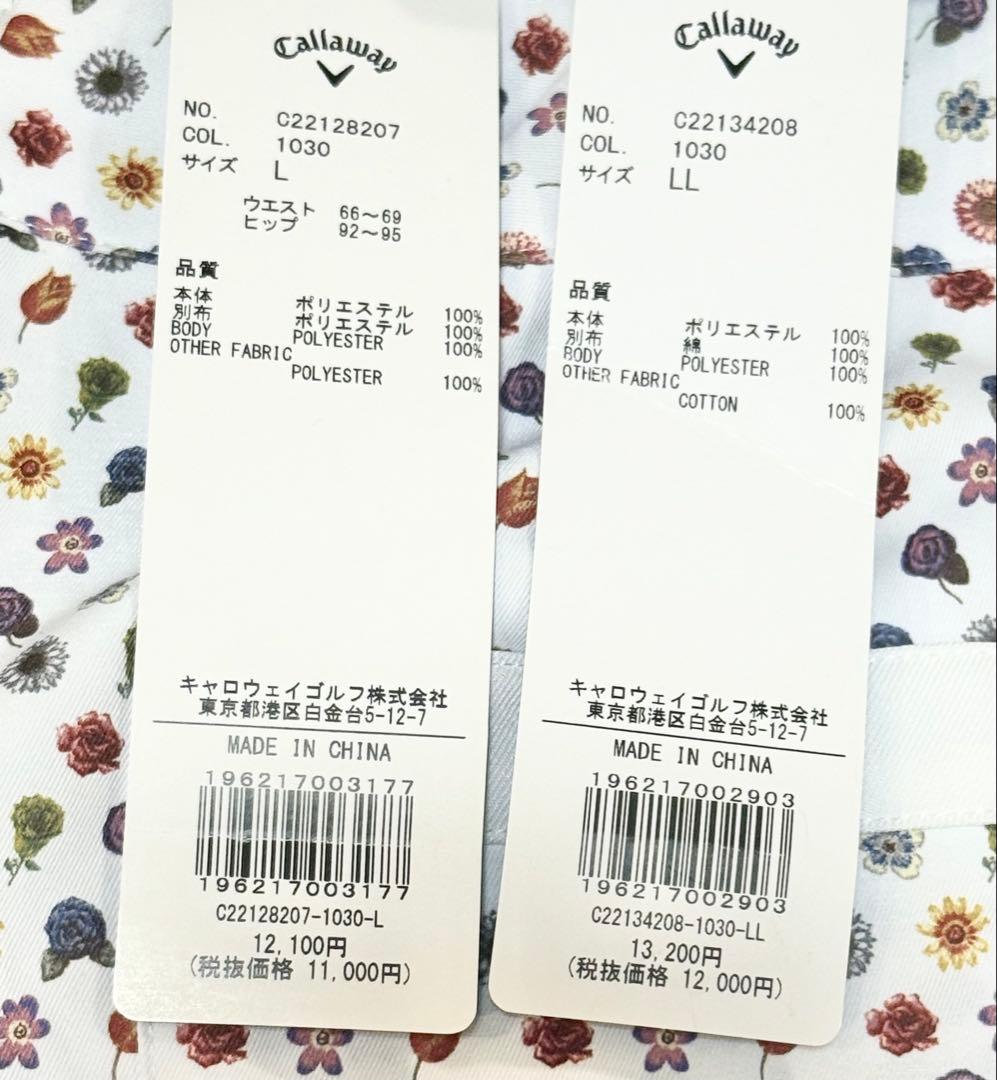 Callaway
NO. C22128207
COL. 1030
サイズ L
ウエスト 66～69
ヒップ 92～95
品質
本体 ポリエステル 100%
別布 ポリエステル 100%
BODY POLYESTER 100%
OTHER FABRIC
POLYESTER 100%
キャロウェイゴルフ株式会社
東京都港区白金台5-12-7
MADE IN CHINA
196217003177
196217003177
C22128207-1030-L
12,100円
(税抜価格 11,000円)
Callaway
NO. C22134208
COL. 1030
サイズ LL
品質
本体 ポリエステル 100%
別布 綿 100%
BODY POLYESTER 100%
OTHER FABRIC
COTTON 100%
キャロウェイゴルフ株式会社
東京都港区白金台5-12-7
MADE IN CHINA
196217002903
196217002903
C22134208-1030-LL
13,200円
(税抜価格 12,000円)